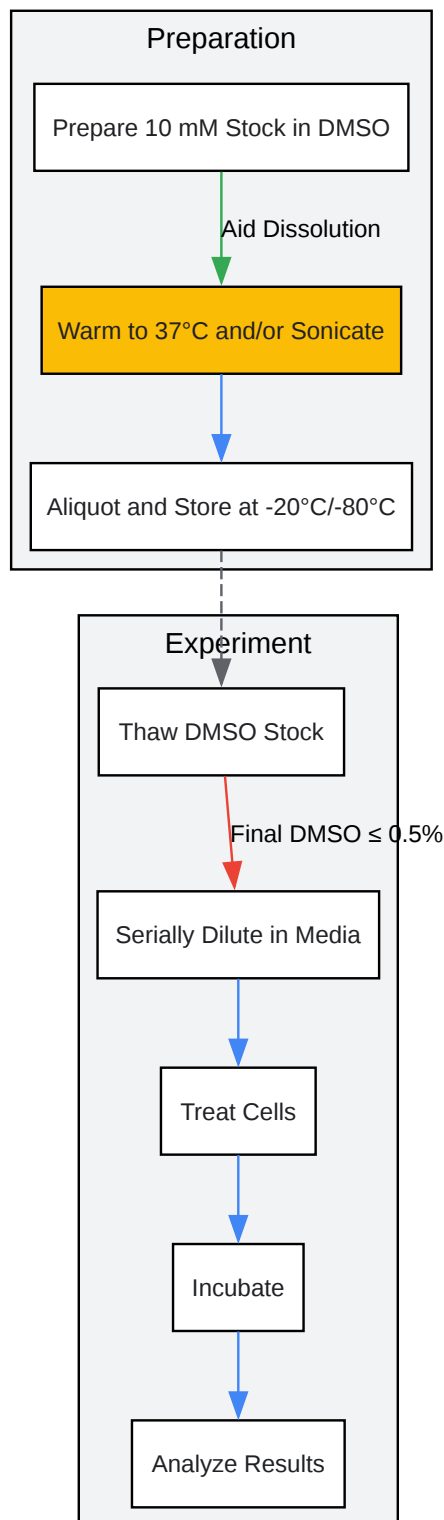 Preparation
Prepare 10 mM Stock in DMSO
Aid Dissolution
Warm to 37°C and/or Sonicate
Aliquot and Store at -20°C/-80°C
Experiment
Thaw DMSO Stock
Final DMSO ≤ 0.5%
Serially Dilute in Media
Treat Cells
Incubate
Analyze Results